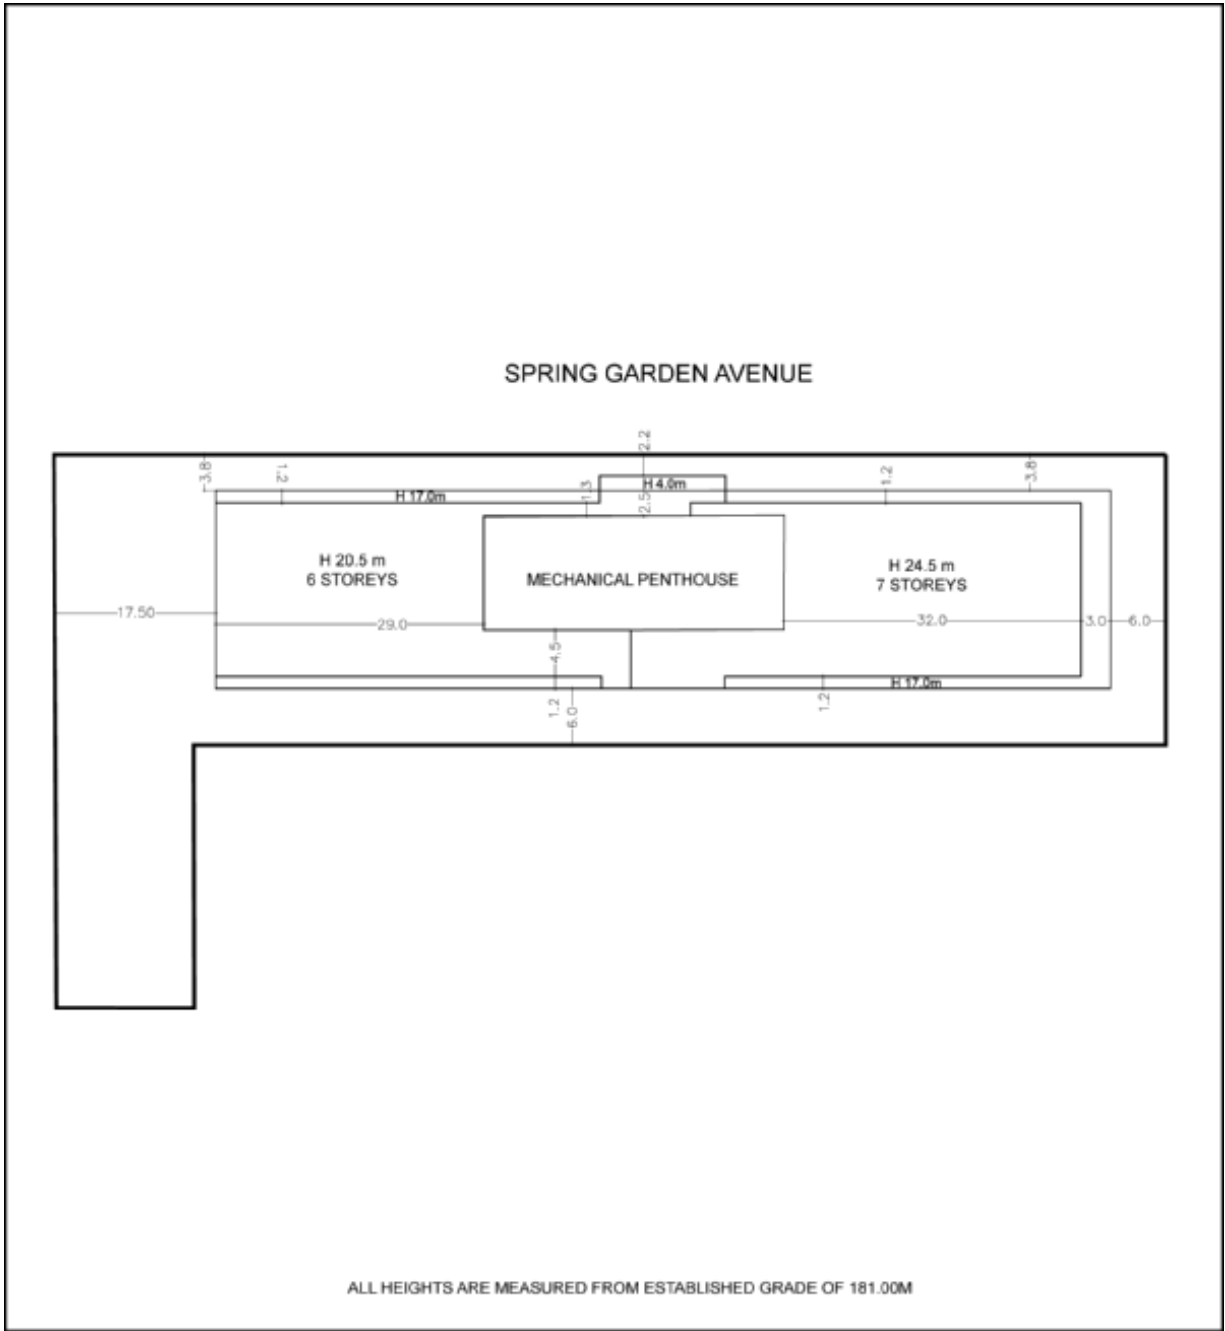 SPRING GARDEN AVENUE
2.2
3.8
1.2
1.3
H 4.0m
2.5
1.2
3.8
H 17.0m
H 20.5 m
6 STOREYS
MECHANICAL PENTHOUSE
H 24.5 m
7 STOREYS
17.50
29.0
32.0
3.0
6.0
4.5
H 17.0m
1.2
6.0
1.2
ALL HEIGHTS ARE MEASURED FROM ESTABLISHED GRADE OF 181.00M